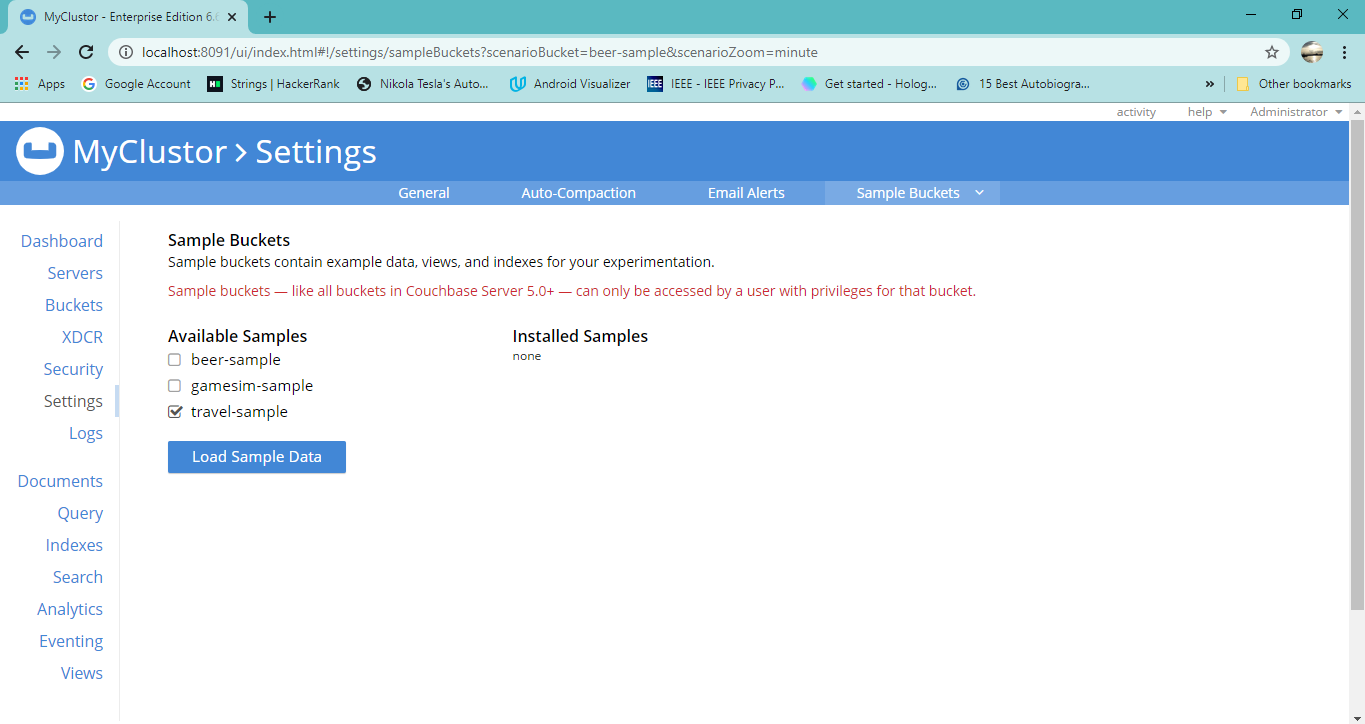 MyClustor - Enterprise Edition 6.
localhost:8091/ui/index.html#!/settings/sampleBuckets?scenarioBucket=beer-sample&scenarioZoom=minute
Apps Google Account Strings | HackerRank Nikola Tesla's Auto... Android Visualizer IEEE IEEE - IEEE Privacy P... Get started - Holog... 15 Best Autobiogra... » Other bookmarks
activity help Administrator
MyClustor > Settings
General Auto-Compaction Email Alerts Sample Buckets
Dashboard
Servers
Buckets
XDCR
Security
Settings
Logs
Documents
Query
Indexes
Search
Analytics
Eventing
Views
Sample Buckets
Sample buckets contain example data, views, and indexes for your experimentation.
Sample buckets — like all buckets in Couchbase Server 5.0+ — can only be accessed by a user with privileges for that bucket.
Available Samples
beer-sample
gamesim-sample
travel-sample
Load Sample Data
Installed Samples
none